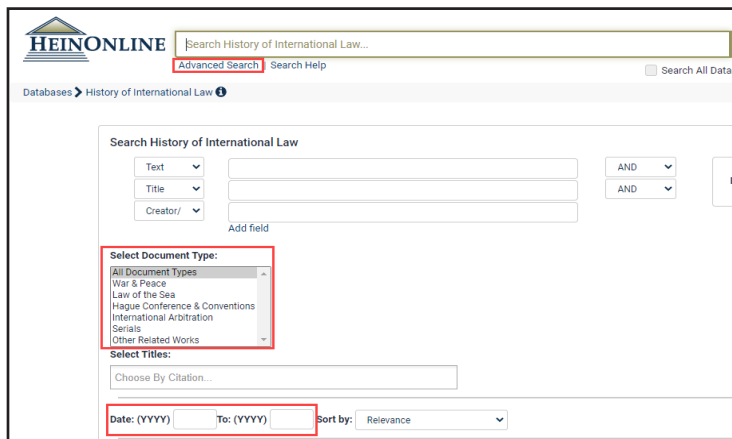 HEINONLINE
Search History of International Law...
Advanced Search Search Help
Search All Data
Databases History of International Law
Search History of International Law
Text AND
Title AND
Creator/
Add field
Select Document Type:
All Document Types
War & Peace
Law of the Sea
Hague Conference & Conventions
International Arbitration
Serials
Other Related Works
Select Titles:
Choose By Citation...
Date: (YYYY) To: (YYYY) Sort by: Relevance